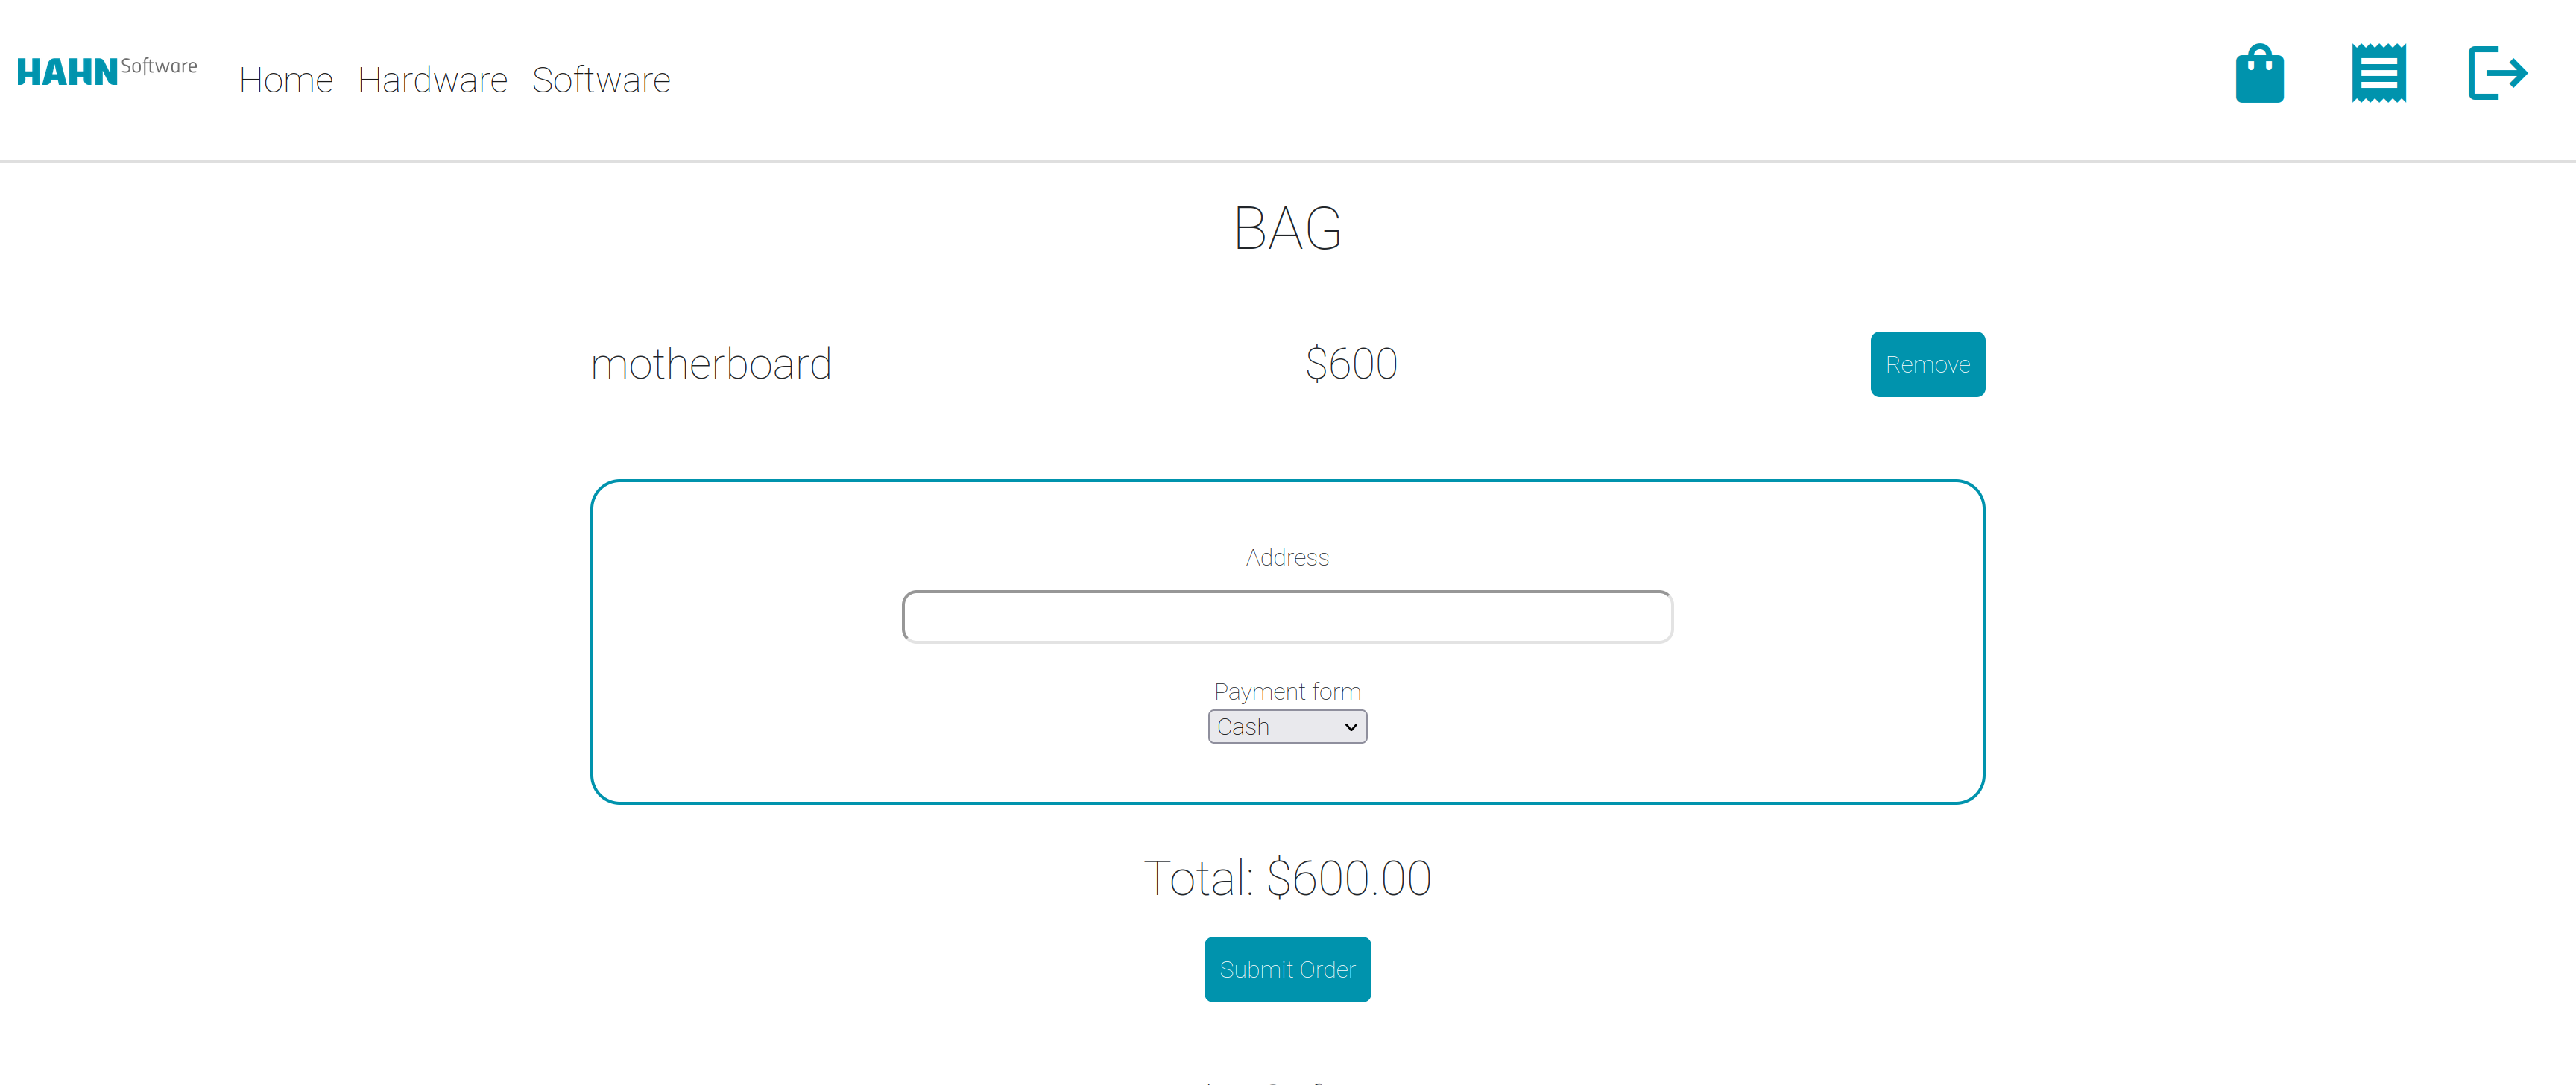 HAHN Software Home Hardware Software
BAG
motherboard $600 Remove
Address
Payment form
Cash
Total: $600.00
Submit Order